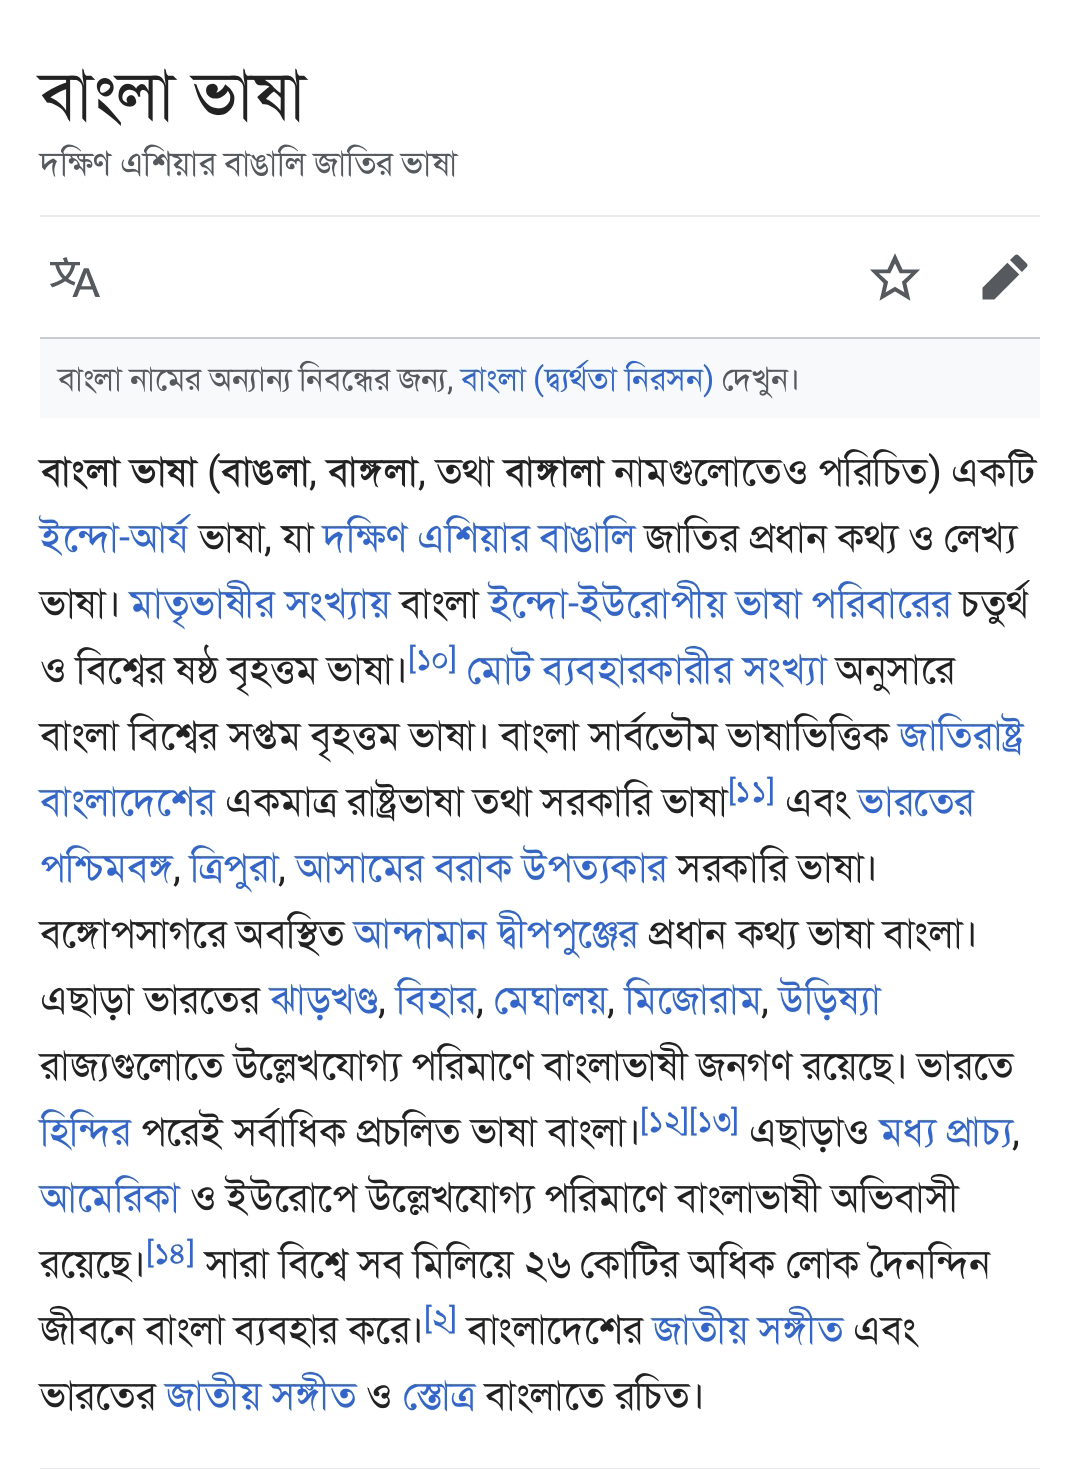 বাংলা ভাষা
দক্ষিণ এশিয়ার বাঙালি জাতির ভাষা
文A
বাংলা নামের অন্যান্য নিবন্ধের জন্য, বাংলা (দ্ব্যর্থতা নিরসন) দেখুন।
বাংলা ভাষা (বাঙলা, বাঙ্গলা, তথা বাঙ্গালা নামগুলোতেও পরিচিত) একটি
ইন্দো-আর্য ভাষা, যা দক্ষিণ এশিয়ার বাঙালি জাতির প্রধান কথ্য ও লেখ্য
ভাষা। মাতৃভাষীর সংখ্যায় বাংলা ইন্দো-ইউরোপীয় ভাষা পরিবারের চতুর্থ
ও বিশ্বের ষষ্ঠ বৃহত্তম ভাষা।[১০] মোট ব্যবহারকারীর সংখ্যা অনুসারে
বাংলা বিশ্বের সপ্তম বৃহত্তম ভাষা। বাংলা সার্বভৌম ভাষাভিত্তিক জাতিরাষ্ট্র
বাংলাদেশের একমাত্র রাষ্ট্রভাষা তথা সরকারি ভাষা[১১] এবং ভারতের
পশ্চিমবঙ্গ, ত্রিপুরা, আসামের বরাক উপত্যকার সরকারি ভাষা।
বঙ্গোপসাগরে অবস্থিত আন্দামান দ্বীপপুঞ্জের প্রধান কথ্য ভাষা বাংলা।
এছাড়া ভারতের ঝাড়খণ্ড, বিহার, মেঘালয়, মিজোরাম, উড়িষ্যা
রাজ্যগুলোতে উল্লেখযোগ্য পরিমাণে বাংলাভাষী জনগণ রয়েছে। ভারতে
হিন্দির পরেই সর্বাধিক প্রচলিত ভাষা বাংলা।[১২][১৩] এছাড়াও মধ্য প্রাচ্য,
আমেরিকা ও ইউরোপে উল্লেখযোগ্য পরিমাণে বাংলাভাষী অভিবাসী
রয়েছে।[১৪] সারা বিশ্বে সব মিলিয়ে ২৬ কোটির অধিক লোক দৈনন্দিন
জীবনে বাংলা ব্যবহার করে।[২] বাংলাদেশের জাতীয় সঙ্গীত এবং
ভারতের জাতীয় সঙ্গীত ও স্তোত্র বাংলাতে রচিত।